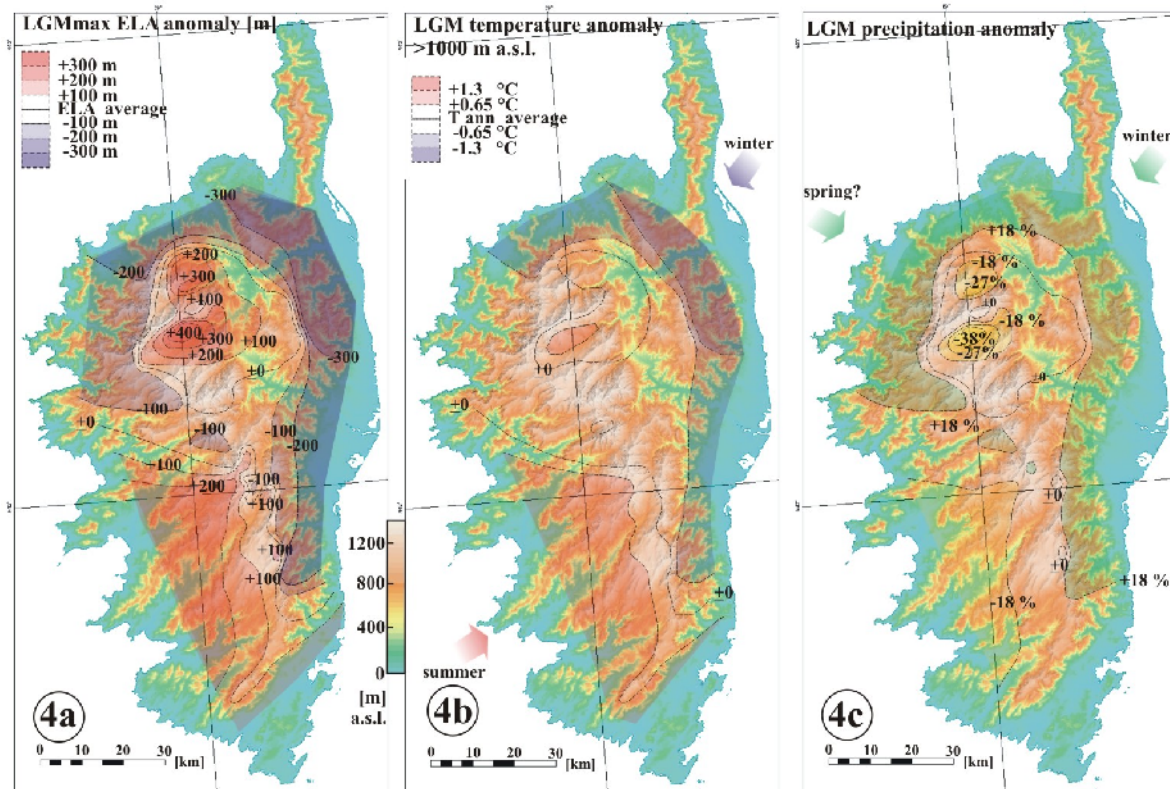 LGMmax ELA anomaly [m]
+300 m
+200 m
+100 m
ELA average
-100 m
-200 m
-300 m
-300
-200
+200
+300
+100
+400
+300
+200
+100
+0
-300
-100
+0
-100
-100
-200
+100
+200
-100
+100
+100
+100
1200
800
400
0
[m]
a.s.l.
4a
0 10 20 30
[km]
LGM temperature anomaly
>1000 m a.s.l.
+1.3 °C
+0.65 °C
T ann average
-0.65 °C
-1.3 °C
winter
+0
±0
±0
summer
4b
0 10 20 30
[km]
LGM precipitation anomaly
winter
spring?
+18 %
-18 %
-27%
±0
-18 %
-38%
-27%
±0
+18 %
+0
+0
+18 %
-18 %
4c
0 10 20 30
[km]